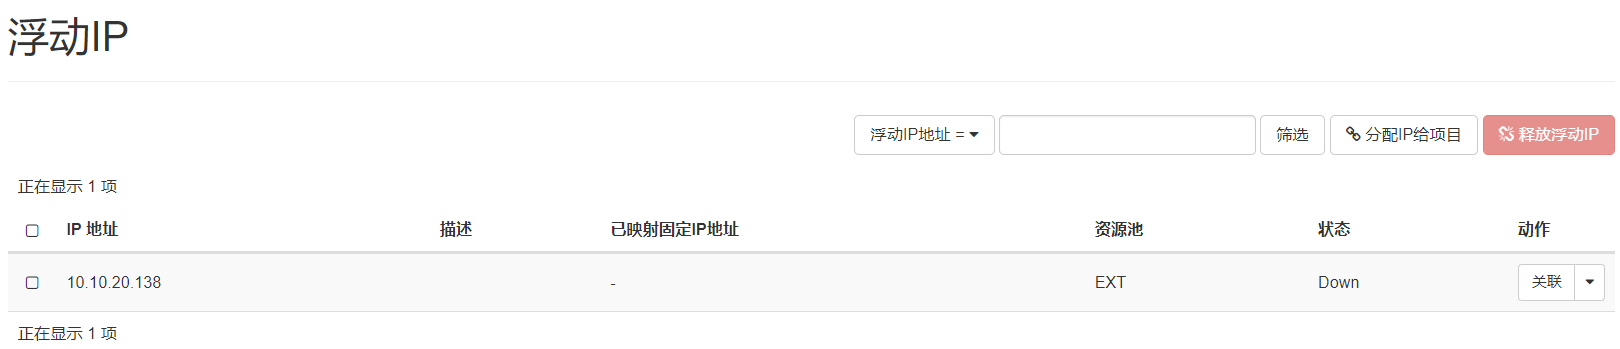 浮动IP
浮动IP地址 = 筛选 分配IP给项目 释放浮动IP
正在显示 1 项
IP 地址 描述 已映射固定IP地址 资源池 状态 动作
10.10.20.138 - EXT Down 关联
正在显示 1 项